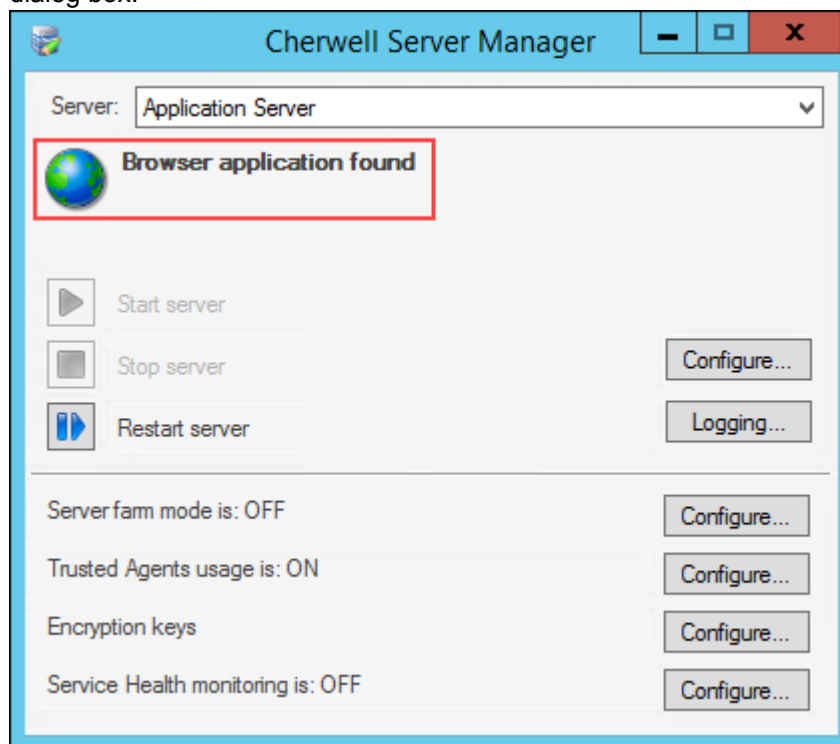 dialog box.
Cherwell Server Manager
Server: Application Server
Browser application found
Start server
Stop server
Configure...
Restart server
Logging...
Server farm mode is: OFF
Configure...
Trusted Agents usage is: ON
Configure...
Encryption keys
Configure...
Service Health monitoring is: OFF
Configure...